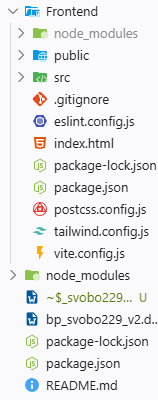 Frontend
node_modules
public
src
.gitignore
eslint.config.js
index.html
package-lock.json
package.json
postcss.config.js
tailwind.config.js
vite.config.js
node_modules
~$_svobo229... U
bp_svobo229_v2.d...
package-lock.json
package.json
README.md